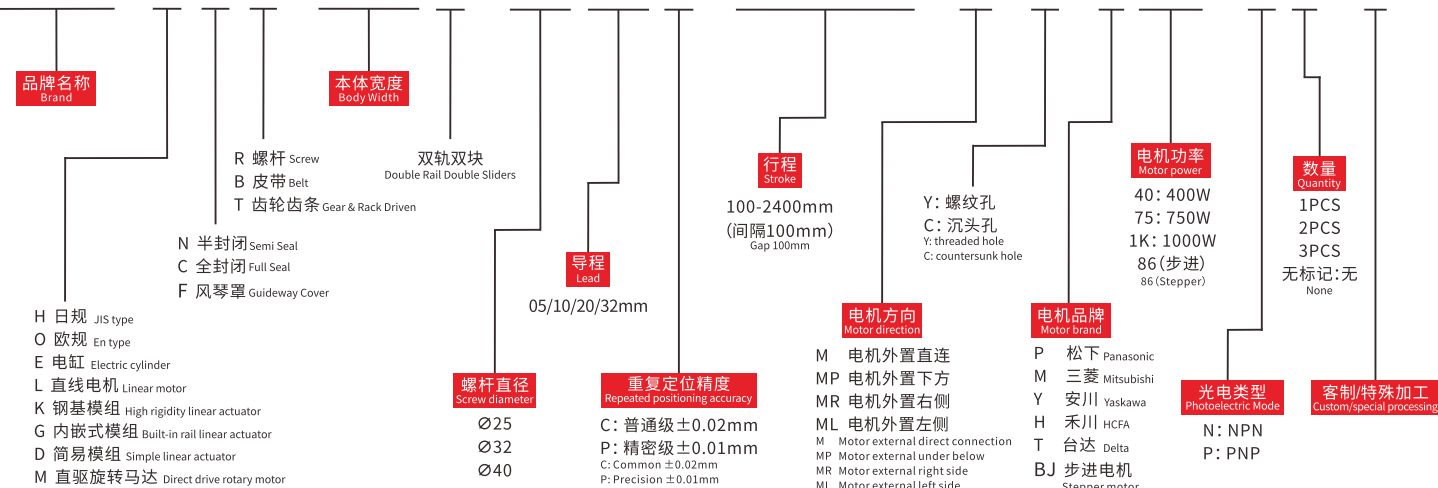 品牌名称
Brand
H 日规 JIS type
O 欧规 En type
E 电缸 Electric cylinder
L 直线电机 Linear motor
K 钢基模组 High rigidity linear actuator
G 内嵌式模组 Built-in rail linear actuator
D 简易模组 Simple linear actuator
M 直驱旋转马达 Direct drive rotary motor
N 半封闭 Semi Seal
C 全封闭 Full Seal
F 风琴罩 Guideway Cover
R 螺杆 Screw
B 皮带 Belt
T 齿轮齿条 Gear & Rack Driven
本体宽度
Body Width
双轨双块
Double Rail Double Sliders
螺杆直径
Screw diameter
Ø25
Ø32
Ø40
导程
Lead
05/10/20/32mm
重复定位精度
Repeated positioning accuracy
C：普通级±0.02mm
P：精密级±0.01mm
C: Common ±0.02mm
P: Precision ±0.01mm
行程
Stroke
100-2400mm
（间隔100mm）
Gap 100mm
电机方向
Motor direction
M 电机外置直连
MP 电机外置下方
MR 电机外置右侧
ML 电机外置左侧
M Motor external direct connection
MP Motor external under below
MR Motor external right side
ML Motor external left side
Y：螺纹孔
C：沉头孔
Y: threaded hole
C: countersunk hole
电机品牌
Motor brand
P 松下 Panasonic
M 三菱 Mitsubishi
Y 安川 Yaskawa
H 禾川 HCFA
T 台达 Delta
BJ 步进电机
Stepper motor
电机功率
Motor power
40：400W
75：750W
1K：1000W
86（步进）
86（Stepper）
光电类型
Photoelectric Mode
N：NPN
P：PNP
数量
Quantity
1PCS
2PCS
3PCS
无标记：无
None
客制/特殊加工
Custom/special processing